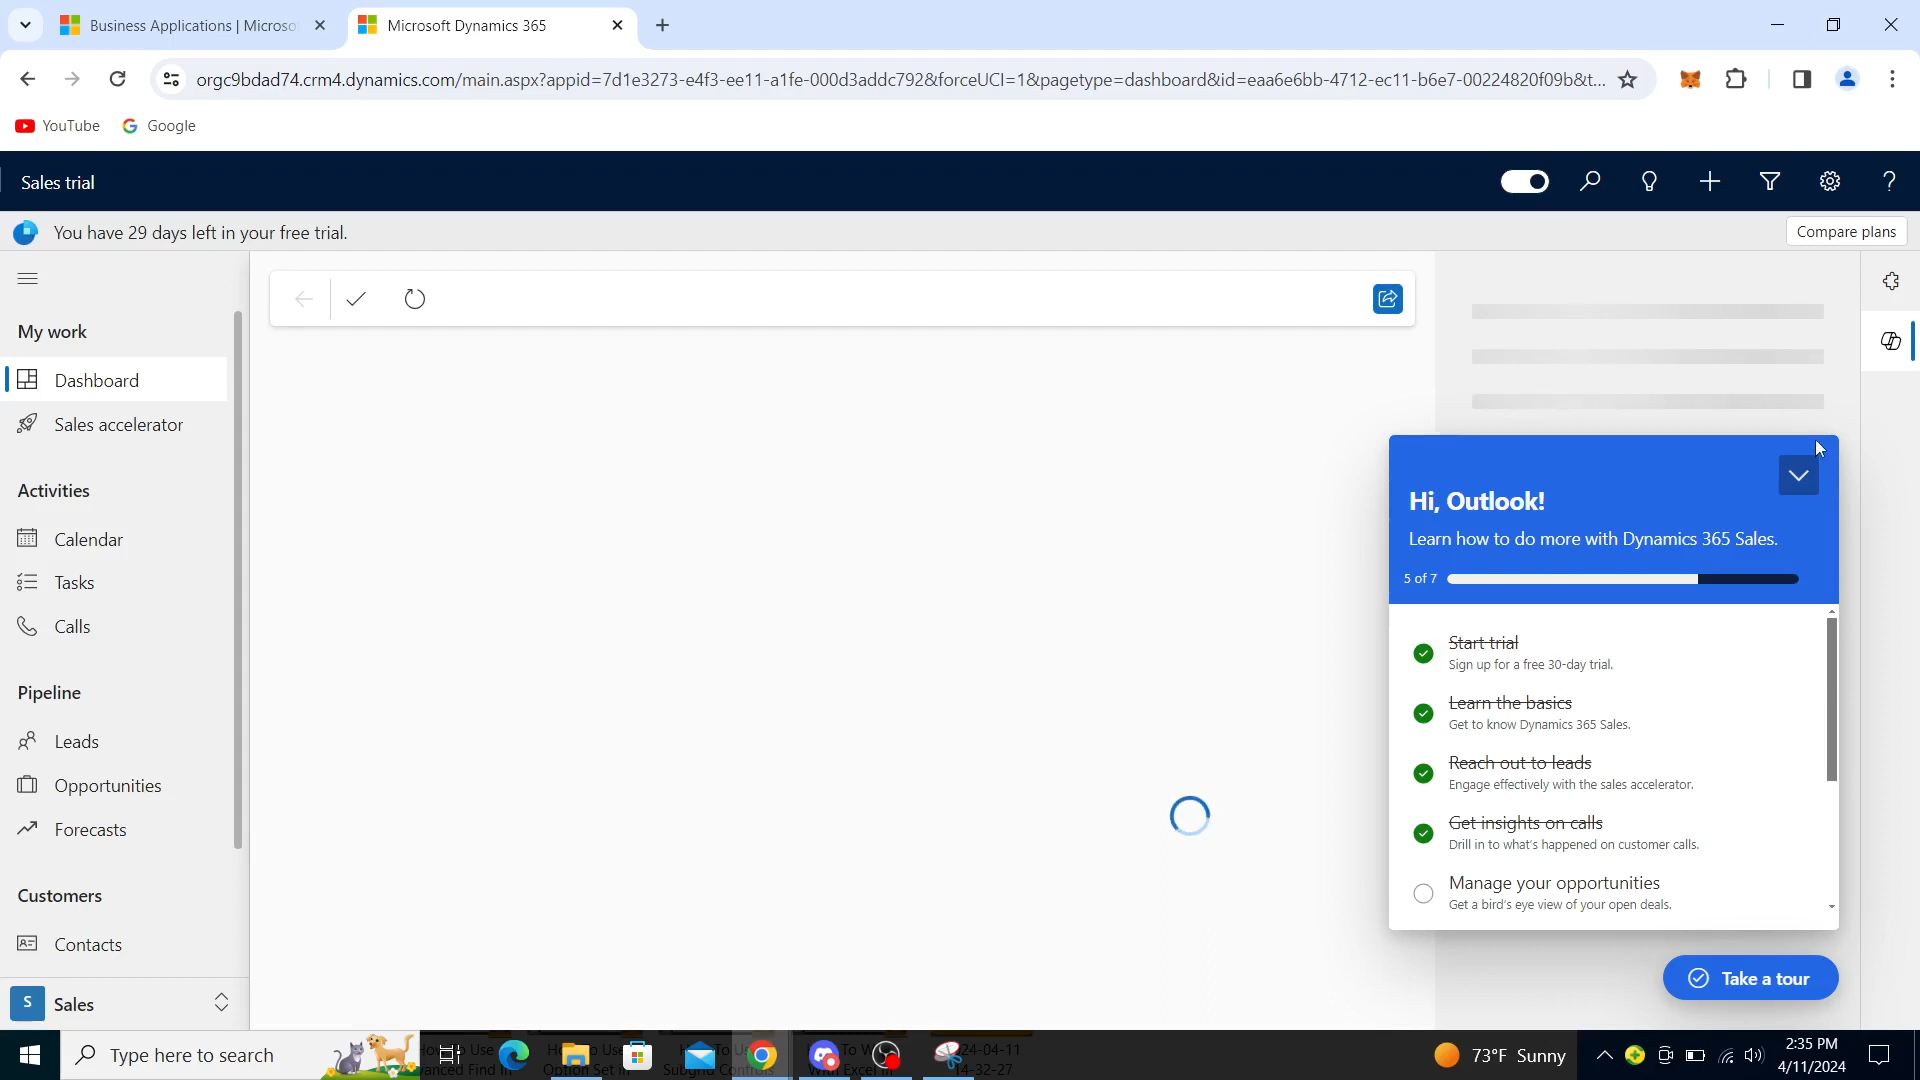 Business Applications | Microso
Microsoft Dynamics 365
orgc9bdad74.crm4.dynamics.com/main.aspx?appid=7d1e3273-e4f3-ee11-a1fe-000d3addc792&forceUCI=1&pagetype=dashboard&id=eaa6e6bb-4712-ec11-b6e7-00224820f09b&t...
YouTube
Google
Sales trial
You have 29 days left in your free trial.
Compare plans
My work
Dashboard
Sales accelerator
Activities
Calendar
Tasks
Calls
Pipeline
Leads
Opportunities
Forecasts
Customers
Contacts
S
Sales
Hi, Outlook!
Learn how to do more with Dynamics 365 Sales.
5 of 7
Start trial
Sign up for a free 30-day trial.
Learn the basics
Get to know Dynamics 365 Sales.
Reach out to leads
Engage effectively with the sales accelerator.
Get insights on calls
Drill in to what's happened on customer calls.
Manage your opportunities
Get a bird's eye view of your open deals.
Take a tour
Type here to search
73°F Sunny
2:35 PM
4/11/2024